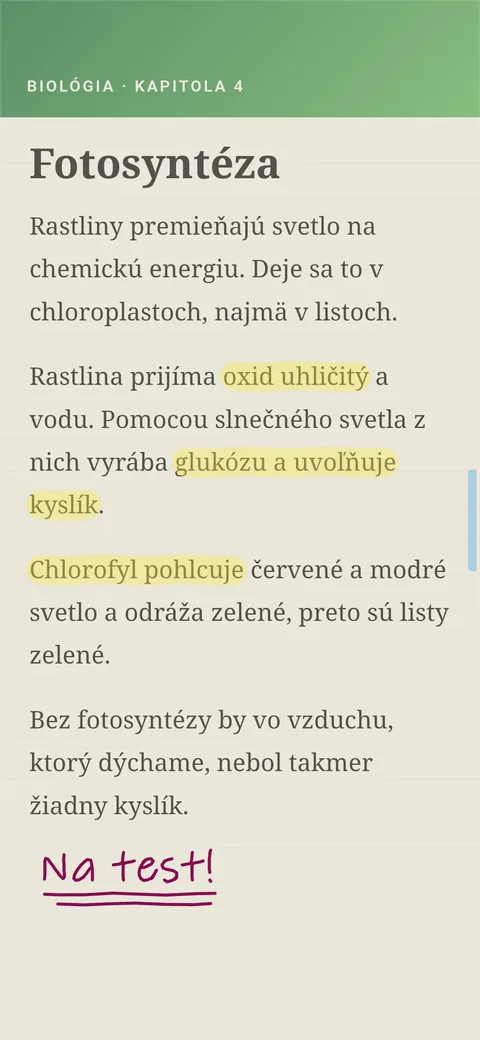 BIOLÓGIA · KAPITOLA 4
Fotosyntéza
Rastliny premieňajú svetlo na
chemickú energiu. Deje sa to v
chloroplastoch, najmä v listoch.
Rastlina prijíma oxid uhličitý a
vodu. Pomocou slnečného svetla z
nich vyrába glukózu a uvoľňuje
kyslík.
Chlorofyl pohlcuje červené a modré
svetlo a odráža zelené, preto sú listy
zelené.
Bez fotosyntézy by vo vzduchu,
ktorý dýchame, nebol takmer
žiadny kyslík.
Na test!